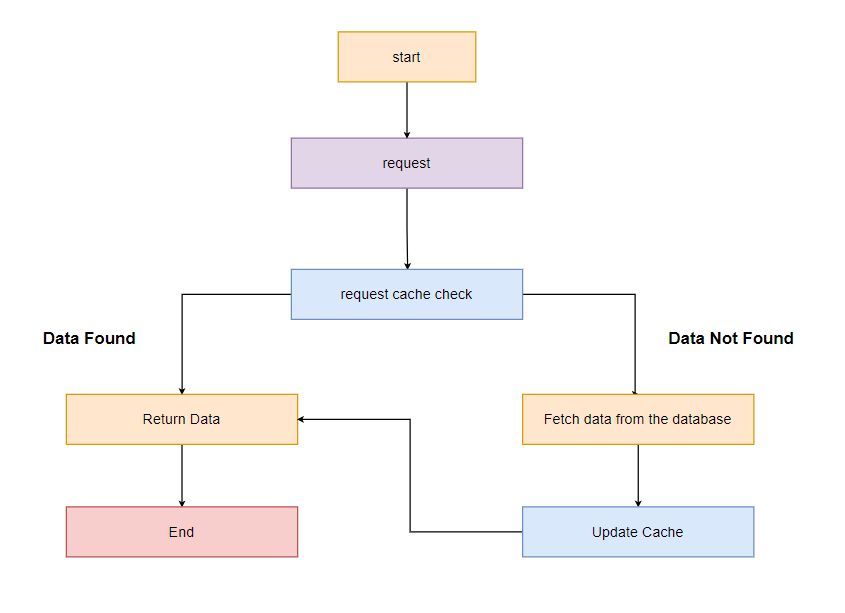 start
request
request cache check
Data Found
Data Not Found
Return Data
Fetch data from the database
End
Update Cache